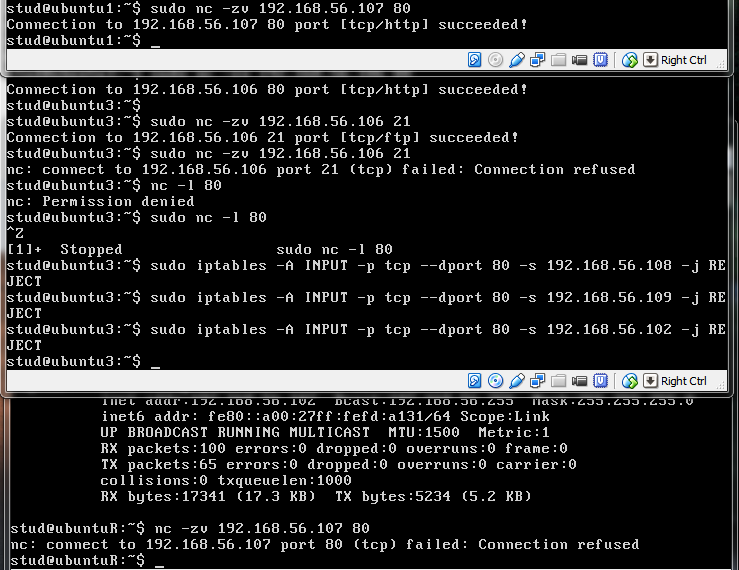 stud@ubuntu1:~$ sudo nc -zv 192.168.56.107 80
Connection to 192.168.56.107 80 port [tcp/http] succeeded!
stud@ubuntu1:~$ _
Right Ctrl
Connection to 192.168.56.106 80 port [tcp/http] succeeded!
stud@ubuntu3:~$
stud@ubuntu3:~$ sudo nc -zv 192.168.56.106 21
Connection to 192.168.56.106 21 port [tcp/ftp] succeeded!
stud@ubuntu3:~$ sudo nc -zv 192.168.56.106 21
nc: connect to 192.168.56.106 port 21 (tcp) failed: Connection refused
stud@ubuntu3:~$ nc -l 80
nc: Permission denied
stud@ubuntu3:~$ sudo nc -l 80
^Z
[1]+  Stopped                 sudo nc -l 80
stud@ubuntu3:~$ sudo iptables -A INPUT -p tcp --dport 80 -s 192.168.56.108 -j RE
JECT
stud@ubuntu3:~$ sudo iptables -A INPUT -p tcp --dport 80 -s 192.168.56.109 -j RE
JECT
stud@ubuntu3:~$ sudo iptables -A INPUT -p tcp --dport 80 -s 192.168.56.102 -j RE
JECT
stud@ubuntu3:~$ _
Right Ctrl
inet addr:192.168.56.102  Bcast:192.168.56.255  Mask:255.255.255.0
inet6 addr: fe80::a00:27ff:fefd:a131/64 Scope:Link
UP BROADCAST RUNNING MULTICAST  MTU:1500  Metric:1
RX packets:100 errors:0 dropped:0 overruns:0 frame:0
TX packets:65 errors:0 dropped:0 overruns:0 carrier:0
collisions:0 txqueuelen:1000
RX bytes:17341 (17.3 KB)  TX bytes:5234 (5.2 KB)
stud@ubuntuR:~$ nc -zv 192.168.56.107 80
nc: connect to 192.168.56.107 port 80 (tcp) failed: Connection refused
stud@ubuntuR:~$ _